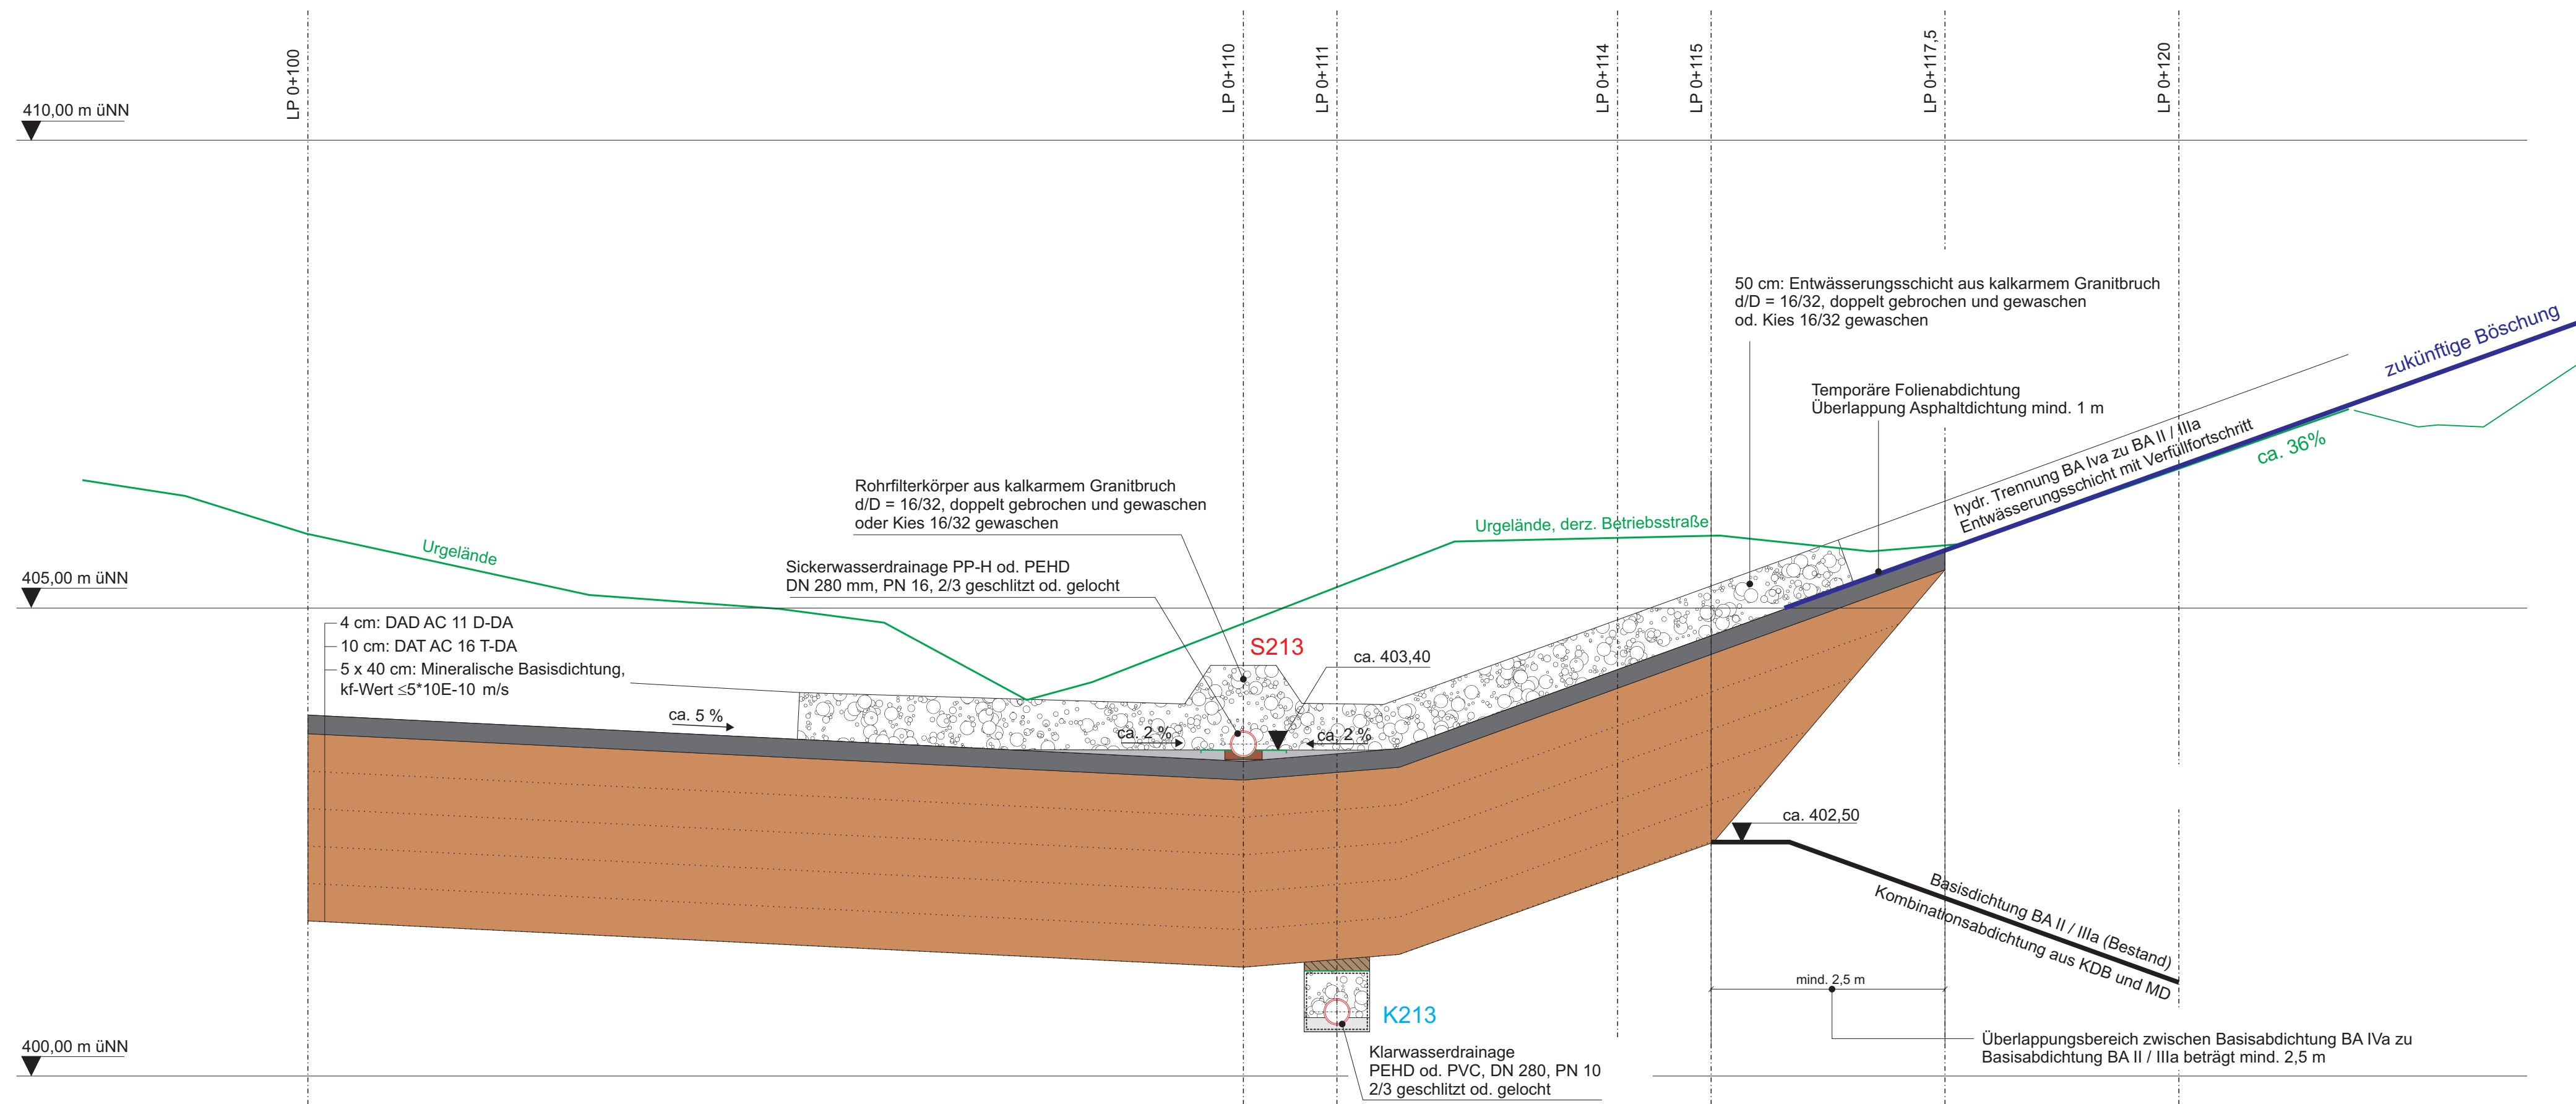 LP 0+100
LP 0+110
LP 0+111
LP 0+114
LP 0+115
LP 0+117,5
LP 0+120
410,00 m üNN
50 cm: Entwässerungsschicht aus kalkarmem Granitbruch
d/D = 16/32, doppelt gebrochen und gewaschen
od. Kies 16/32 gewaschen
zukünftige Böschung
Temporäre Folienabdichtung
Überlappung Asphaltdichtung mind. 1 m
hydr. Trennung BA Iva zu BA II / IIIa
Entwässerungsschicht mit Verfüllfortschritt
ca. 36%
Rohrfilterkörper aus kalkarmem Granitbruch
d/D = 16/32, doppelt gebrochen und gewaschen
oder Kies 16/32 gewaschen
Urgelände, derz. Betriebsstraße
Urgelände
Sickerwasserdrainage PP-H od. PEHD
DN 280 mm, PN 16, 2/3 geschlitzt od. gelocht
405,00 m üNN
4 cm: DAD AC 11 D-DA
10 cm: DAT AC 16 T-DA
5 x 40 cm: Mineralische Basisdichtung,
kf-Wert ≤5*10E-10 m/s
S213
ca. 403,40
ca. 5 %
ca. 2 %
ca. 2 %
ca. 402,50
Basisdichtung BA II / IIIa (Bestand)
Kombinationsabdichtung aus KDB und MD
mind. 2,5 m
K213
400,00 m üNN
Klarwasserdrainage
PEHD od. PVC, DN 280, PN 10
2/3 geschlitzt od. gelocht
Überlappungsbereich zwischen Basisabdichtung BA IVa zu
Basisabdichtung BA II / IIIa beträgt mind. 2,5 m